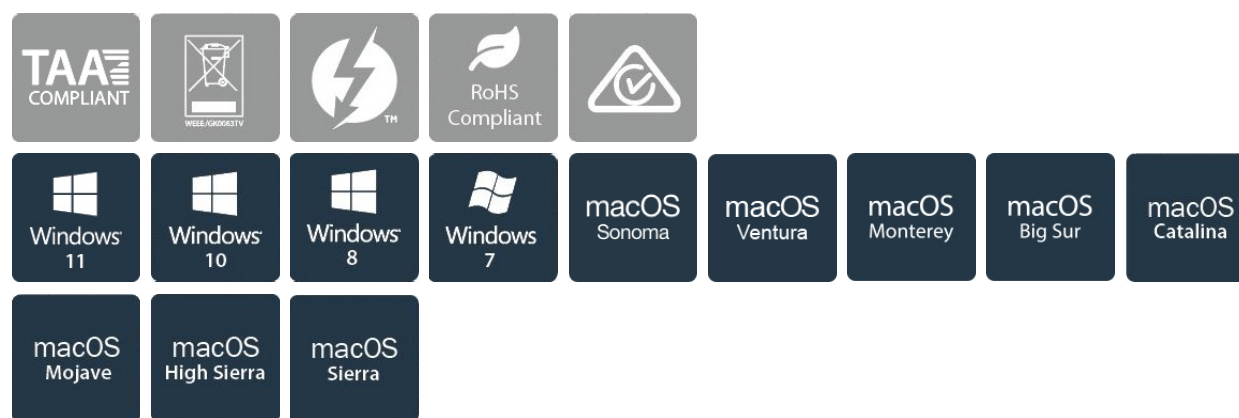 TAA
COMPLIANT
WEEE/GK0063TV
TM
RoHS
Compliant
Windows
11
Windows
10
Windows
8
Windows
7
macOS
Sonoma
macOS
Ventura
macOS
Monterey
macOS
Big Sur
macOS
Catalina
macOS
Mojave
macOS
High Sierra
macOS
Sierra